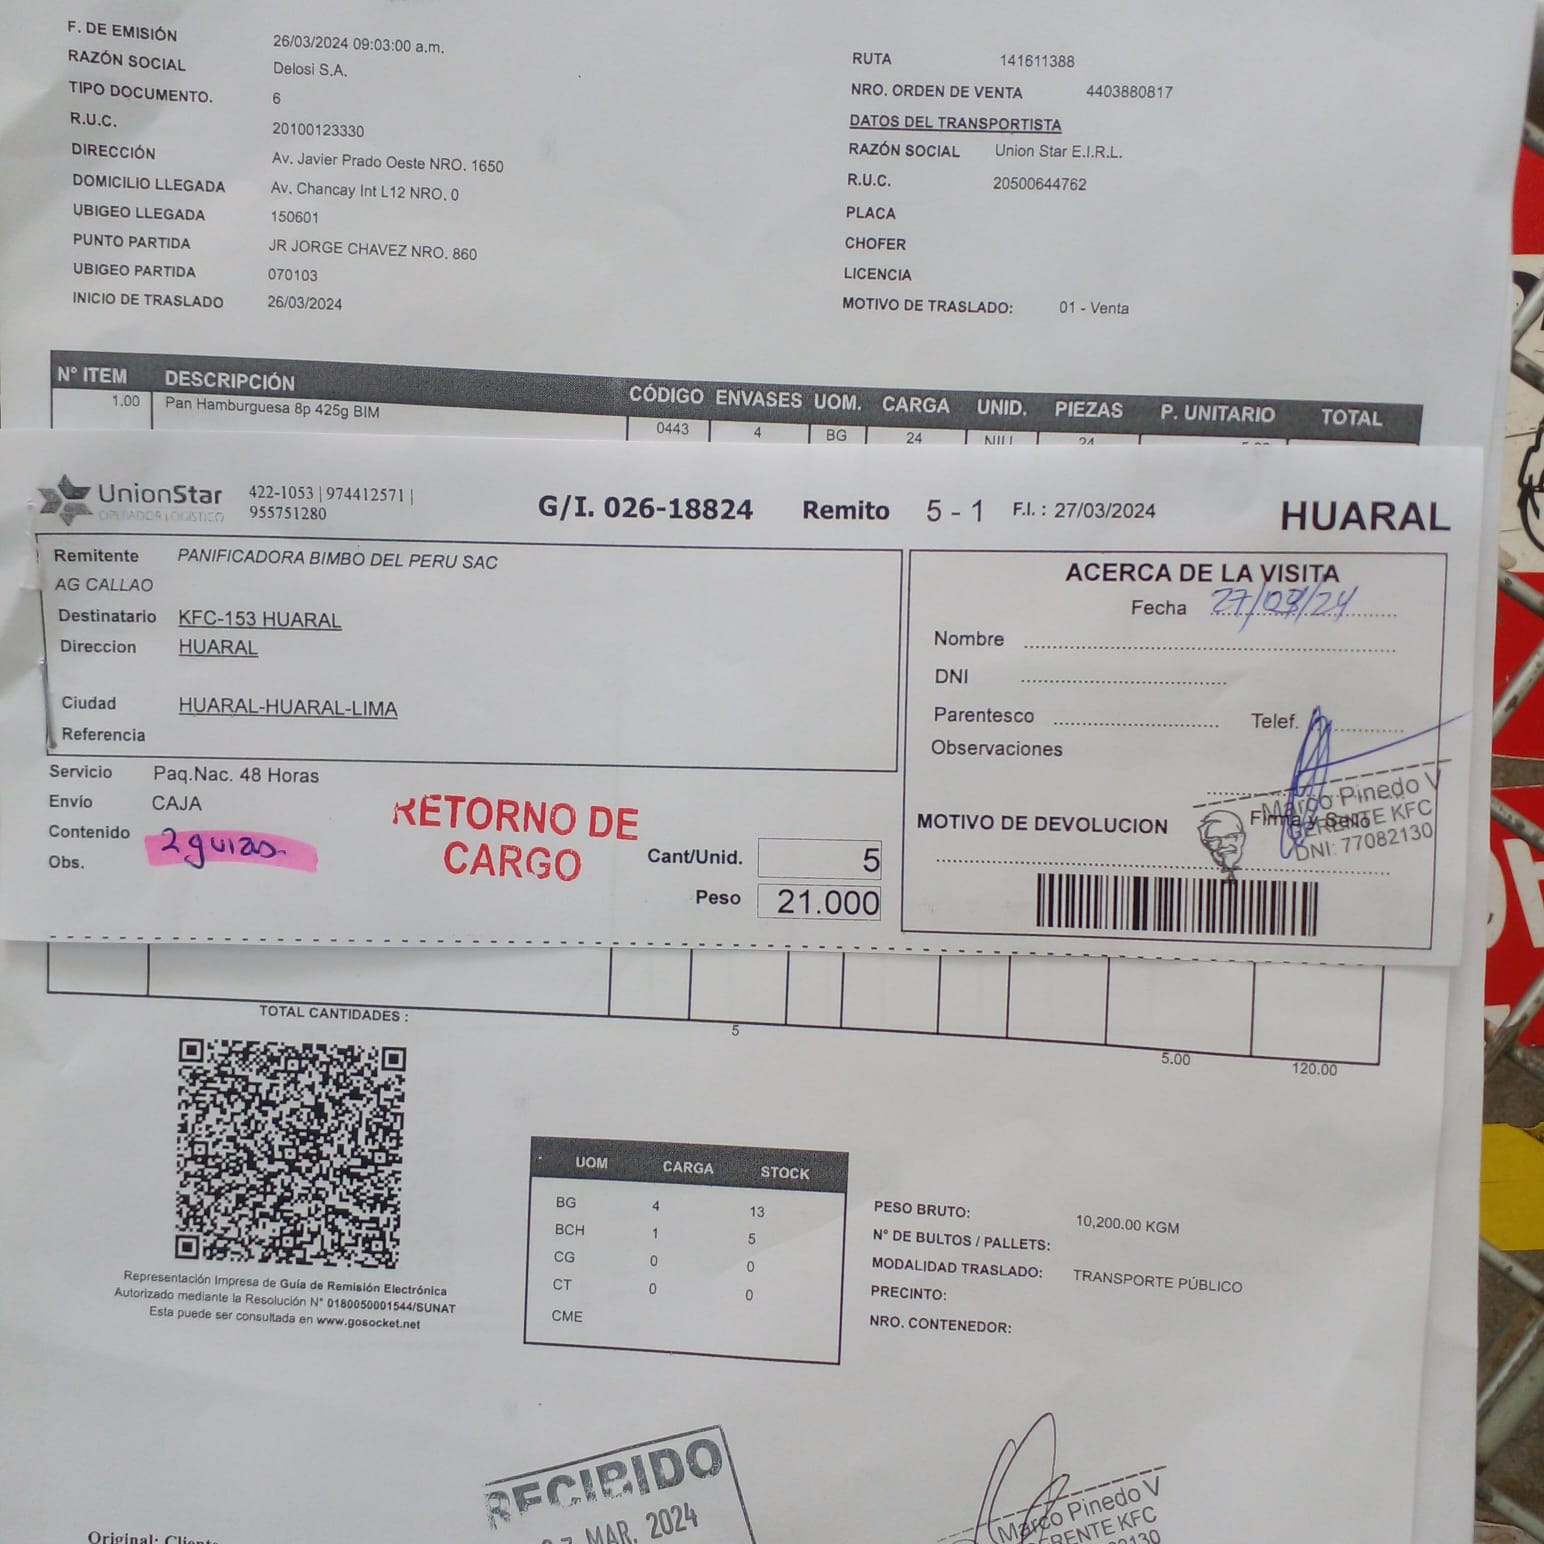 F. DE EMISIÓN 26/03/2024 09:03:00 a.m.
RAZÓN SOCIAL Delosi S.A.
TIPO DOCUMENTO. 6
R.U.C. 20100123330
DIRECCIÓN Av. Javier Prado Oeste NRO. 1650
DOMICILIO LLEGADA Av. Chancay Int L12 NRO. 0
UBIGEO LLEGADA 150601
PUNTO PARTIDA JR JORGE CHAVEZ NRO. 860
UBIGEO PARTIDA 070103
INICIO DE TRASLADO 26/03/2024
RUTA 141611388
NRO. ORDEN DE VENTA 4403880817
DATOS DEL TRANSPORTISTA
RAZÓN SOCIAL Union Star E.I.R.L.
R.U.C. 20500644762
PLACA
CHOFER
LICENCIA
MOTIVO DE TRASLADO: 01 - Venta
N° ITEM DESCRIPCIÓN CÓDIGO ENVASES UOM. CARGA UNID. PIEZAS P. UNITARIO TOTAL
1.00 Pan Hamburguesa 8p 425g BIM 0443 4 BG 24 NIU 24
UnionStar 422-1053 | 974412571 |
OPERADOR LOGISTICO 955751280
G/I. 026-18824 Remito 5 - 1 F.I. : 27/03/2024 HUARAL
Remitente PANIFICADORA BIMBO DEL PERU SAC
AG CALLAO
Destinatario KFC-153 HUARAL
Direccion HUARAL
Ciudad HUARAL-HUARAL-LIMA
Referencia
Servicio Paq.Nac. 48 Horas
Envío CAJA
Contenido 2 guias
Obs.
RETORNO DE
CARGO
Cant/Unid. 5
Peso 21.000
ACERCA DE LA VISITA
Fecha 27/03/24
Nombre
DNI
Parentesco Telef.
Observaciones
Firma y Sello
Marco Pinedo V
GERENTE KFC
DNI: 77082130
MOTIVO DE DEVOLUCION
TOTAL CANTIDADES : 5 5.00 120.00
Representación Impresa de Guía de Remisión Electrónica
Autorizado mediante la Resolución N° 0180050001544/SUNAT
Esta puede ser consultada en www.gosocket.net
UOM CARGA STOCK
BG 4 13
BCH 1 5
CG 0 0
CT 0 0
CME
PESO BRUTO: 10,200.00 KGM
N° DE BULTOS / PALLETS:
MODALIDAD TRASLADO: TRANSPORTE PÚBLICO
PRECINTO:
NRO. CONTENEDOR:
RECIBIDO
MAR. 2024
Marco Pinedo V
GERENTE KFC
Original: Cliente